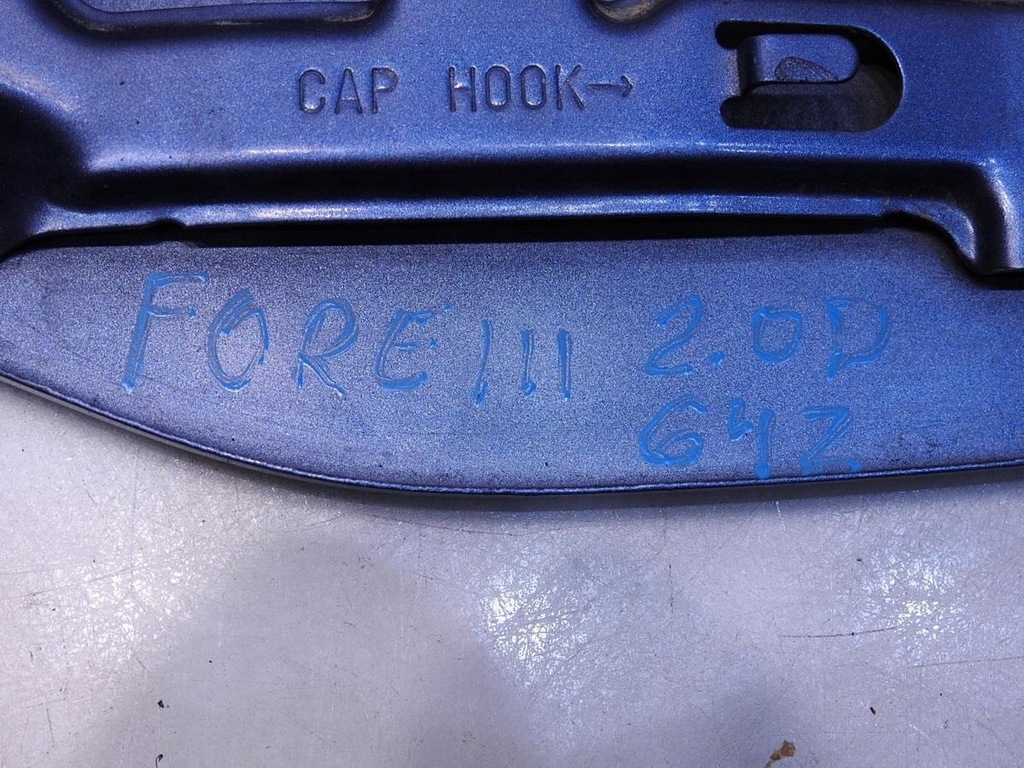 CAP HOOK→
FORE III 2.0D
G4Z